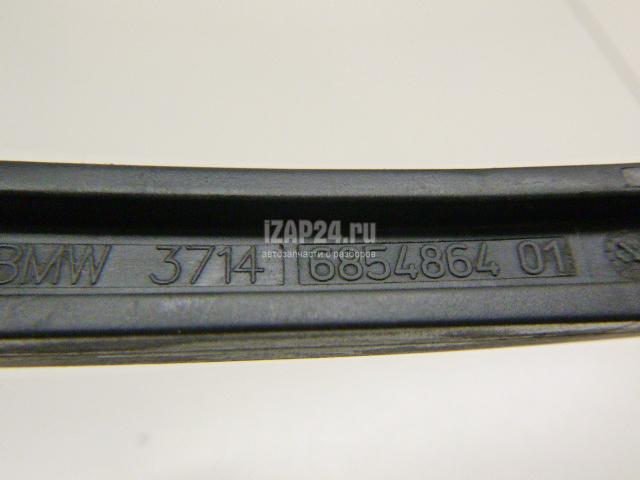 iZAP24.ru
автозапчасти с разборов
BMW 3714 6854864 01